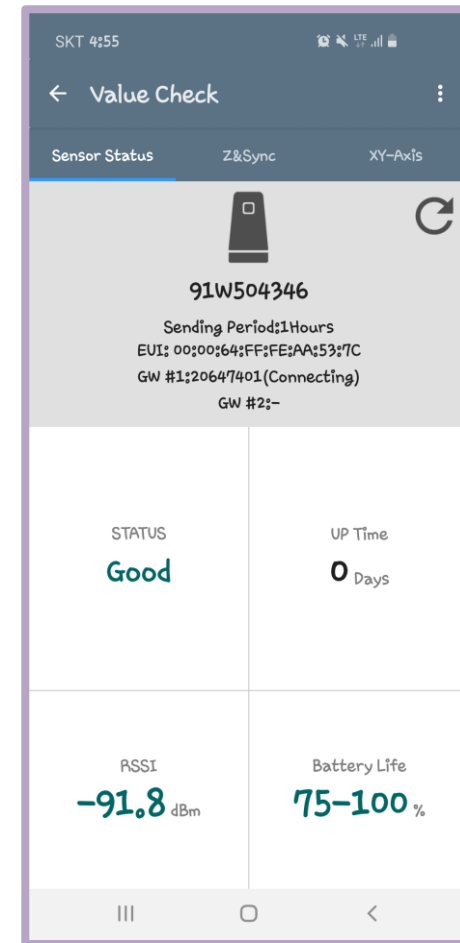 SKT 4:55 LTE
Value Check
Sensor Status Z&Sync XY-Axis
91W504346
Sending Period:1Hours
EUI: 00:00:64:FF:FE:AA:53:7C
GW #1:20647401(Connecting)
GW #2:-
STATUS UP Time
Good 0 Days
RSSI Battery Life
-91.8 dBm 75-100 %